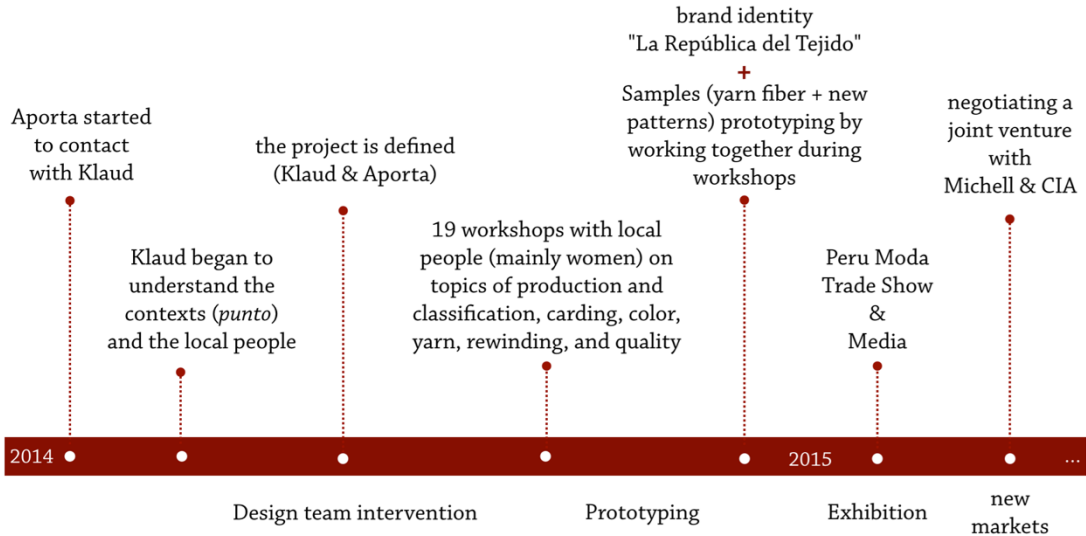 Aporta started
to contact
with Klaud
Klaud began to
understand the
contexts (punto)
and the local people
the project is defined
(Klaud & Aporta)
19 workshops with local
people (mainly women) on
topics of production and
classification, carding, color,
yarn, rewinding, and quality
brand identity
"La República del Tejido"
+
Samples (yarn fiber + new
patterns) prototyping by
working together during
workshops
Peru Moda
Trade Show
&
Media
negotiating a
joint venture
with
Michell & CIA
2014
2015
...
Design team intervention
Prototyping
Exhibition
new
markets